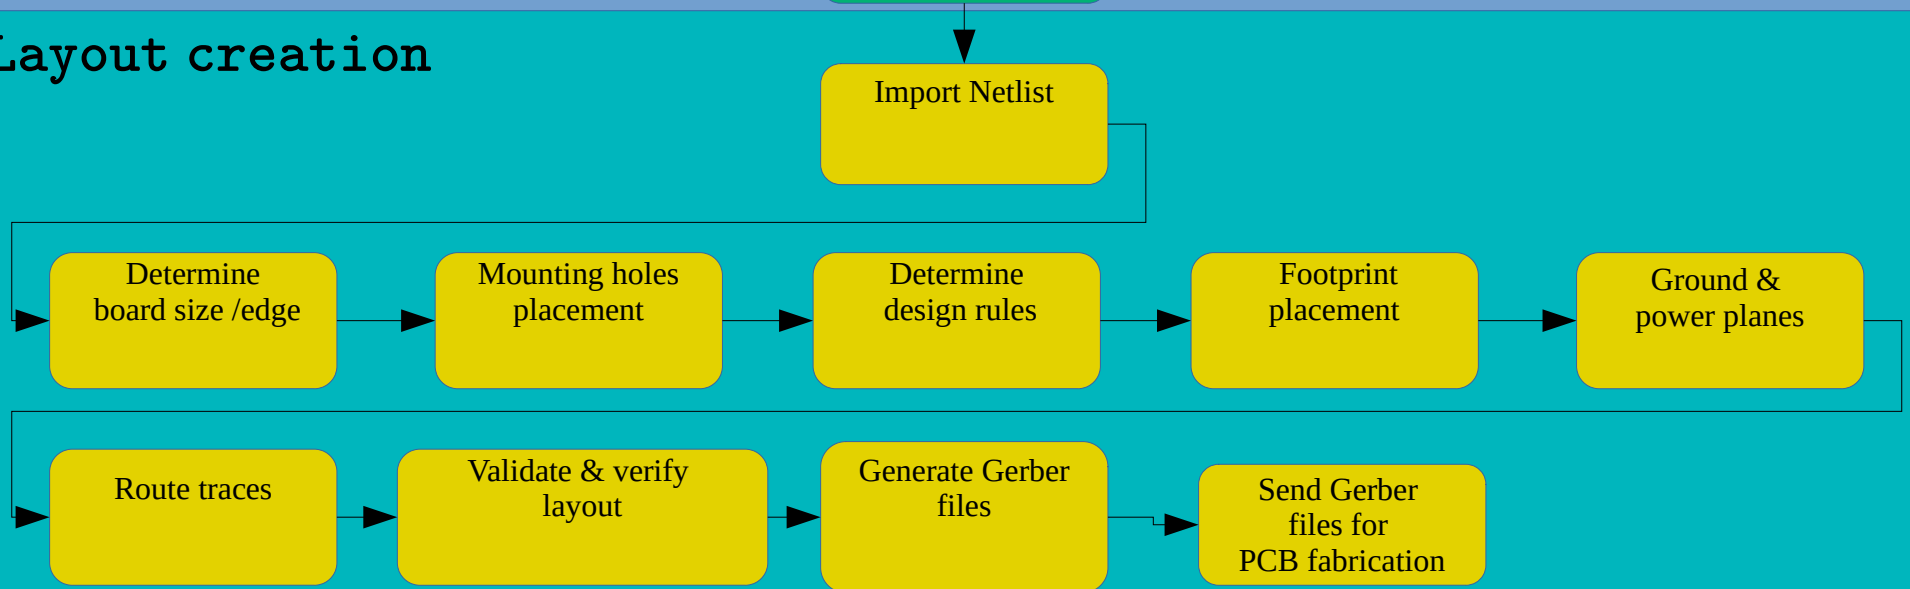 Layout creation
Import Netlist
Determine
board size /edge
Mounting holes
placement
Determine
design rules
Footprint
placement
Ground &
power planes
Route traces
Validate & verify
layout
Generate Gerber
files
Send Gerber
files for
PCB fabrication